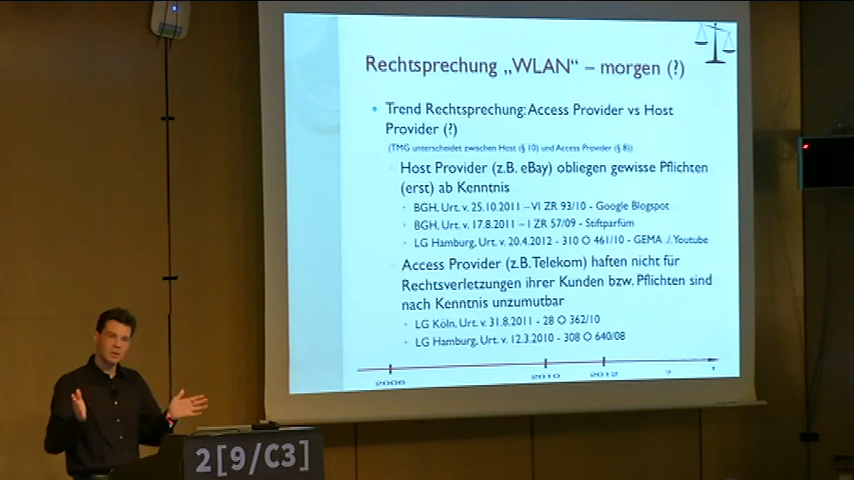 Rechtsprechung „WLAN“ – morgen (?)
• Trend Rechtsprechung: Access Provider vs Host
Provider (?)
(TMG unterscheidet zwischen Host (§ 10) und Access Provider (§ 8))
Host Provider (z.B. eBay) obliegen gewisse Pflichten
(erst) ab Kenntnis
• BGH, Urt. v. 25.10.2011 – VI ZR 93/10 - Google Blogspot
• BGH, Urt. v. 17.8.2011 – I ZR 57/09 - Stiftparfüm
• LG Hamburg, Urt. v. 20.4.2012 - 310 O 461/10 - GEMA ./. Youtube
Access Provider (z.B. Telekom) haften nicht für
Rechtsverletzungen ihrer Kunden bzw. Pflichten sind
nach Kenntnis unzumutbar
• LG Köln, Urt. v. 31.8.2011 - 28 O 362/10
• LG Hamburg, Urt. v. 12.3.2010 - 308 O 640/08
2006 2010 2012 ?
2[9/C3]